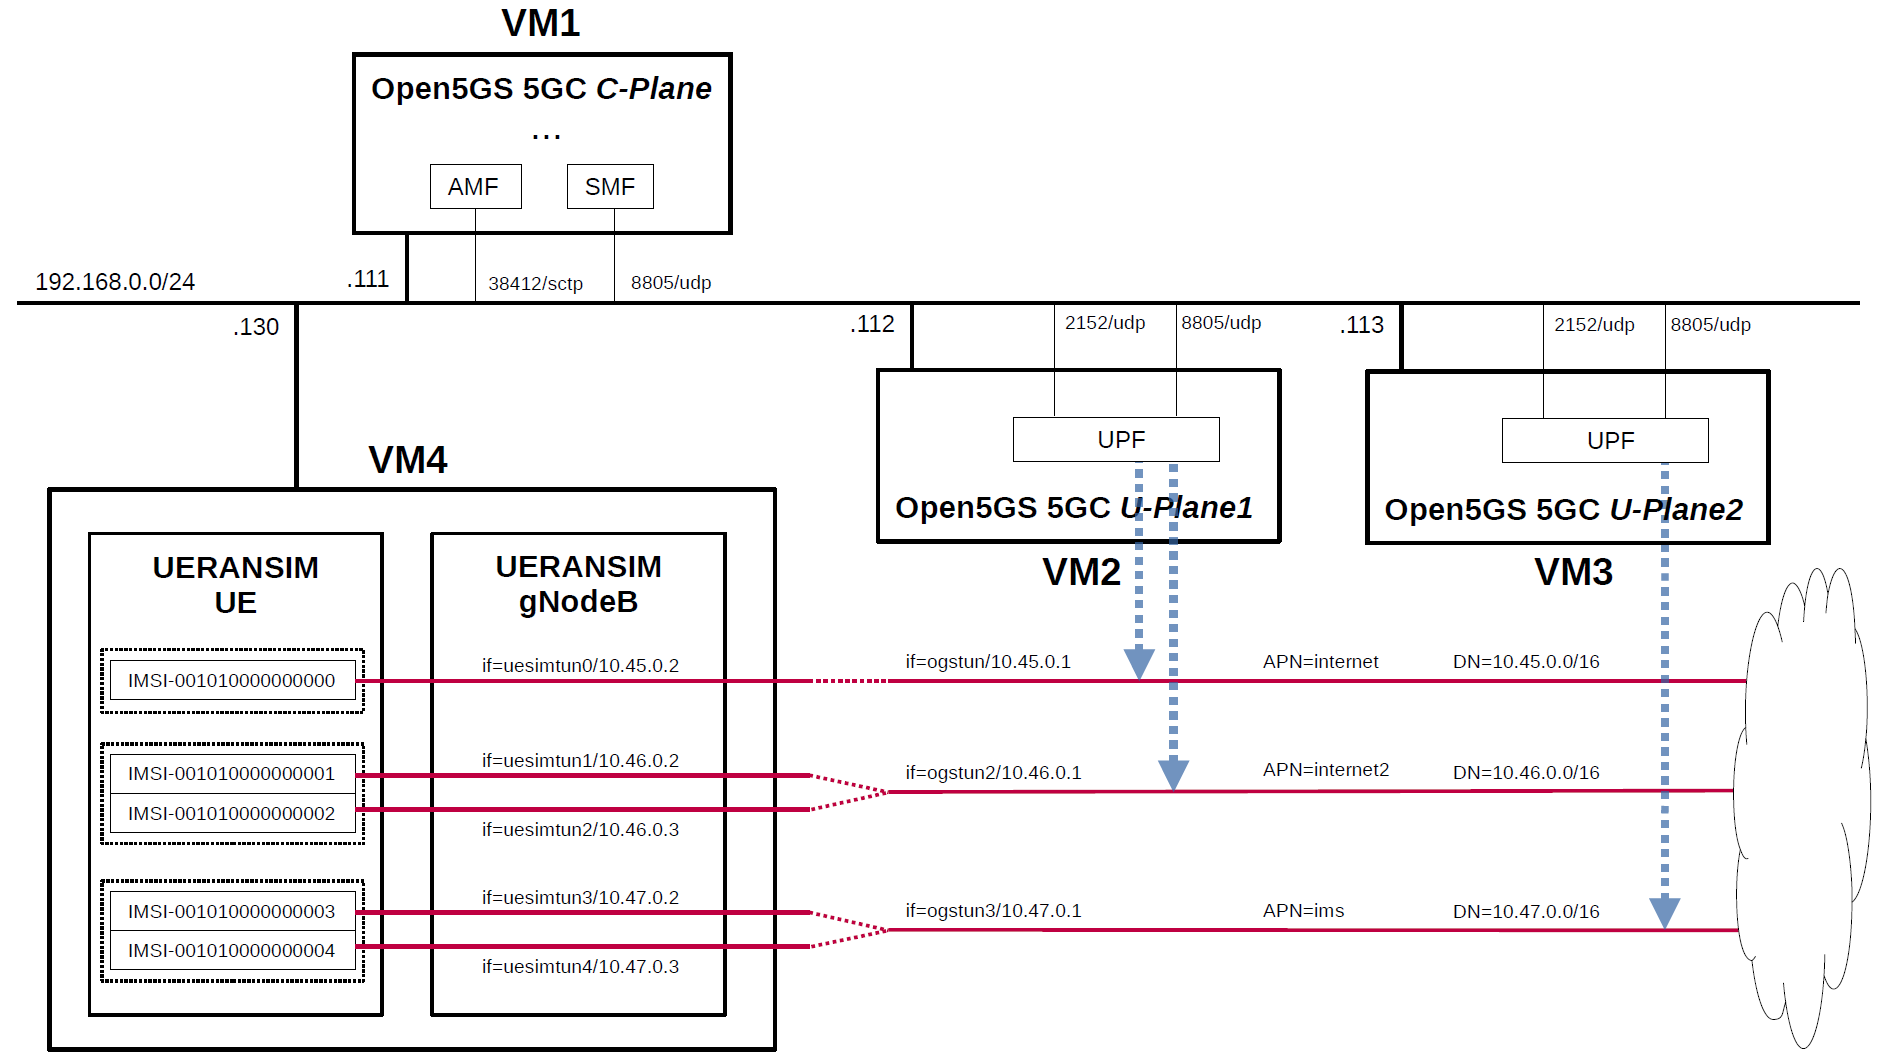 VM1
Open5GS 5GC C-Plane
...
AMF
SMF
192.168.0.0/24
.111
38412/sctp
8805/udp
.130
.112
2152/udp
8805/udp
.113
2152/udp
8805/udp
UPF
Open5GS 5GC U-Plane1
VM2
UPF
Open5GS 5GC U-Plane2
VM3
VM4
UERANSIM
UE
UERANSIM
gNodeB
IMSI-001010000000000
if=uesimtun0/10.45.0.2
if=ogstun/10.45.0.1
APN=internet
DN=10.45.0.0/16
IMSI-001010000000001
if=uesimtun1/10.46.0.2
IMSI-001010000000002
if=uesimtun2/10.46.0.3
if=ogstun2/10.46.0.1
APN=internet2
DN=10.46.0.0/16
IMSI-001010000000003
if=uesimtun3/10.47.0.2
IMSI-001010000000004
if=uesimtun4/10.47.0.3
if=ogstun3/10.47.0.1
APN=ims
DN=10.47.0.0/16